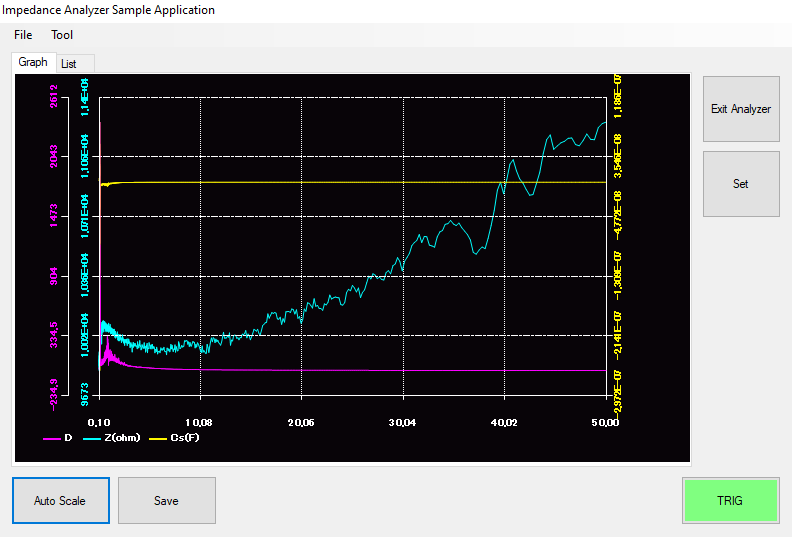 Impedance Analyzer Sample Application
File Tool
Graph List
2612
2043
1473
904
334,5
-234,9
1,14E+04
1,105E+04
1,071E+04
1,036E+04
1,002E+04
9673
1,186E-07
3,546E-08
-4,772E-08
-1,309E-07
-2,141E-07
-2,972E-07
0,10 10,08 20,06 30,04 40,02 50,00
D Z(ohm) Cs(F)
Exit Analyzer
Set
Auto Scale Save TRIG